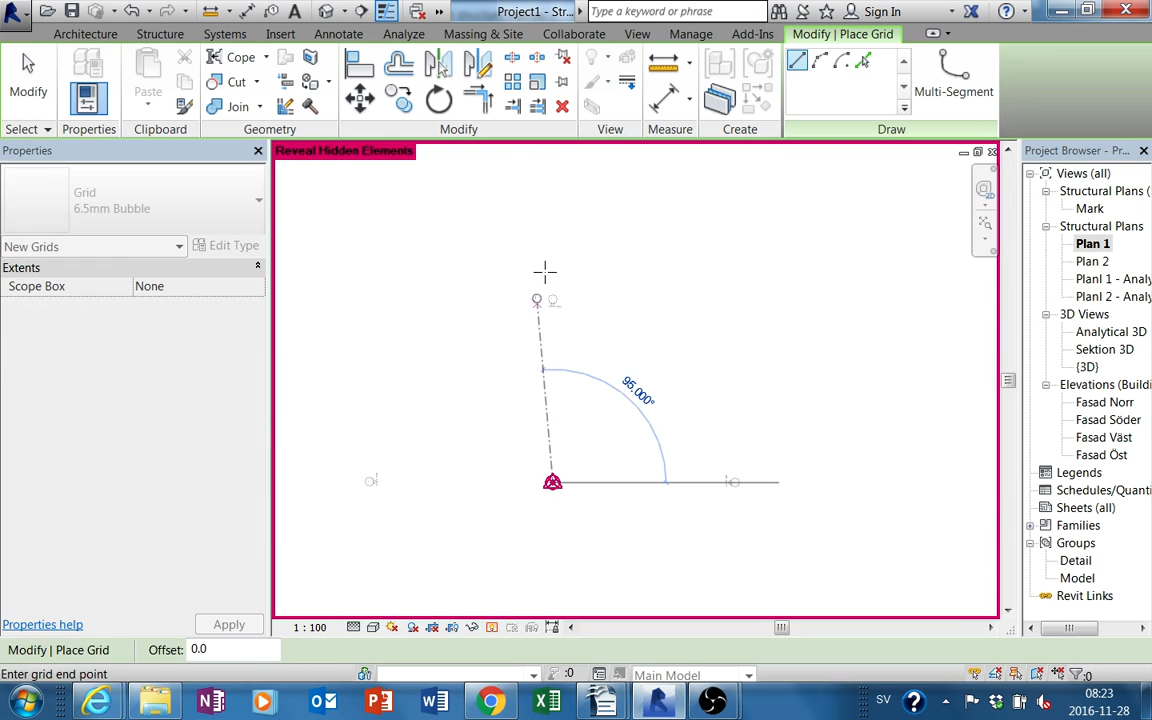 Project1 - Str...
Type a keyword or phrase
Sign In
Architecture
Structure
Systems
Insert
Annotate
Analyze
Massing & Site
Collaborate
View
Manage
Add-Ins
Modify | Place Grid
Modify
Paste
Cope
Cut
Join
Multi-Segment
Select
Properties
Clipboard
Geometry
Modify
View
Measure
Create
Draw
Properties
Grid
6.5mm Bubble
New Grids
Edit Type
Extents
Scope Box
None
Properties help
Apply
Reveal Hidden Elements
95.000°
2D
1 : 100
Project Browser - Pr...
Views (all)
Structural Plans (
Mark
Structural Plans
Plan 1
Plan 2
Planl 1 - Analy
Plan 2 - Analy
3D Views
Analytical 3D
Sektion 3D
{3D}
Elevations (Buildi
Fasad Norr
Fasad Söder
Fasad Väst
Fasad Öst
Legends
Schedules/Quanti
Sheets (all)
Families
Groups
Detail
Model
Revit Links
Modify | Place Grid
Offset:
0.0
Enter grid end point
:0
Main Model
:0
SV
08:23
2016-11-28